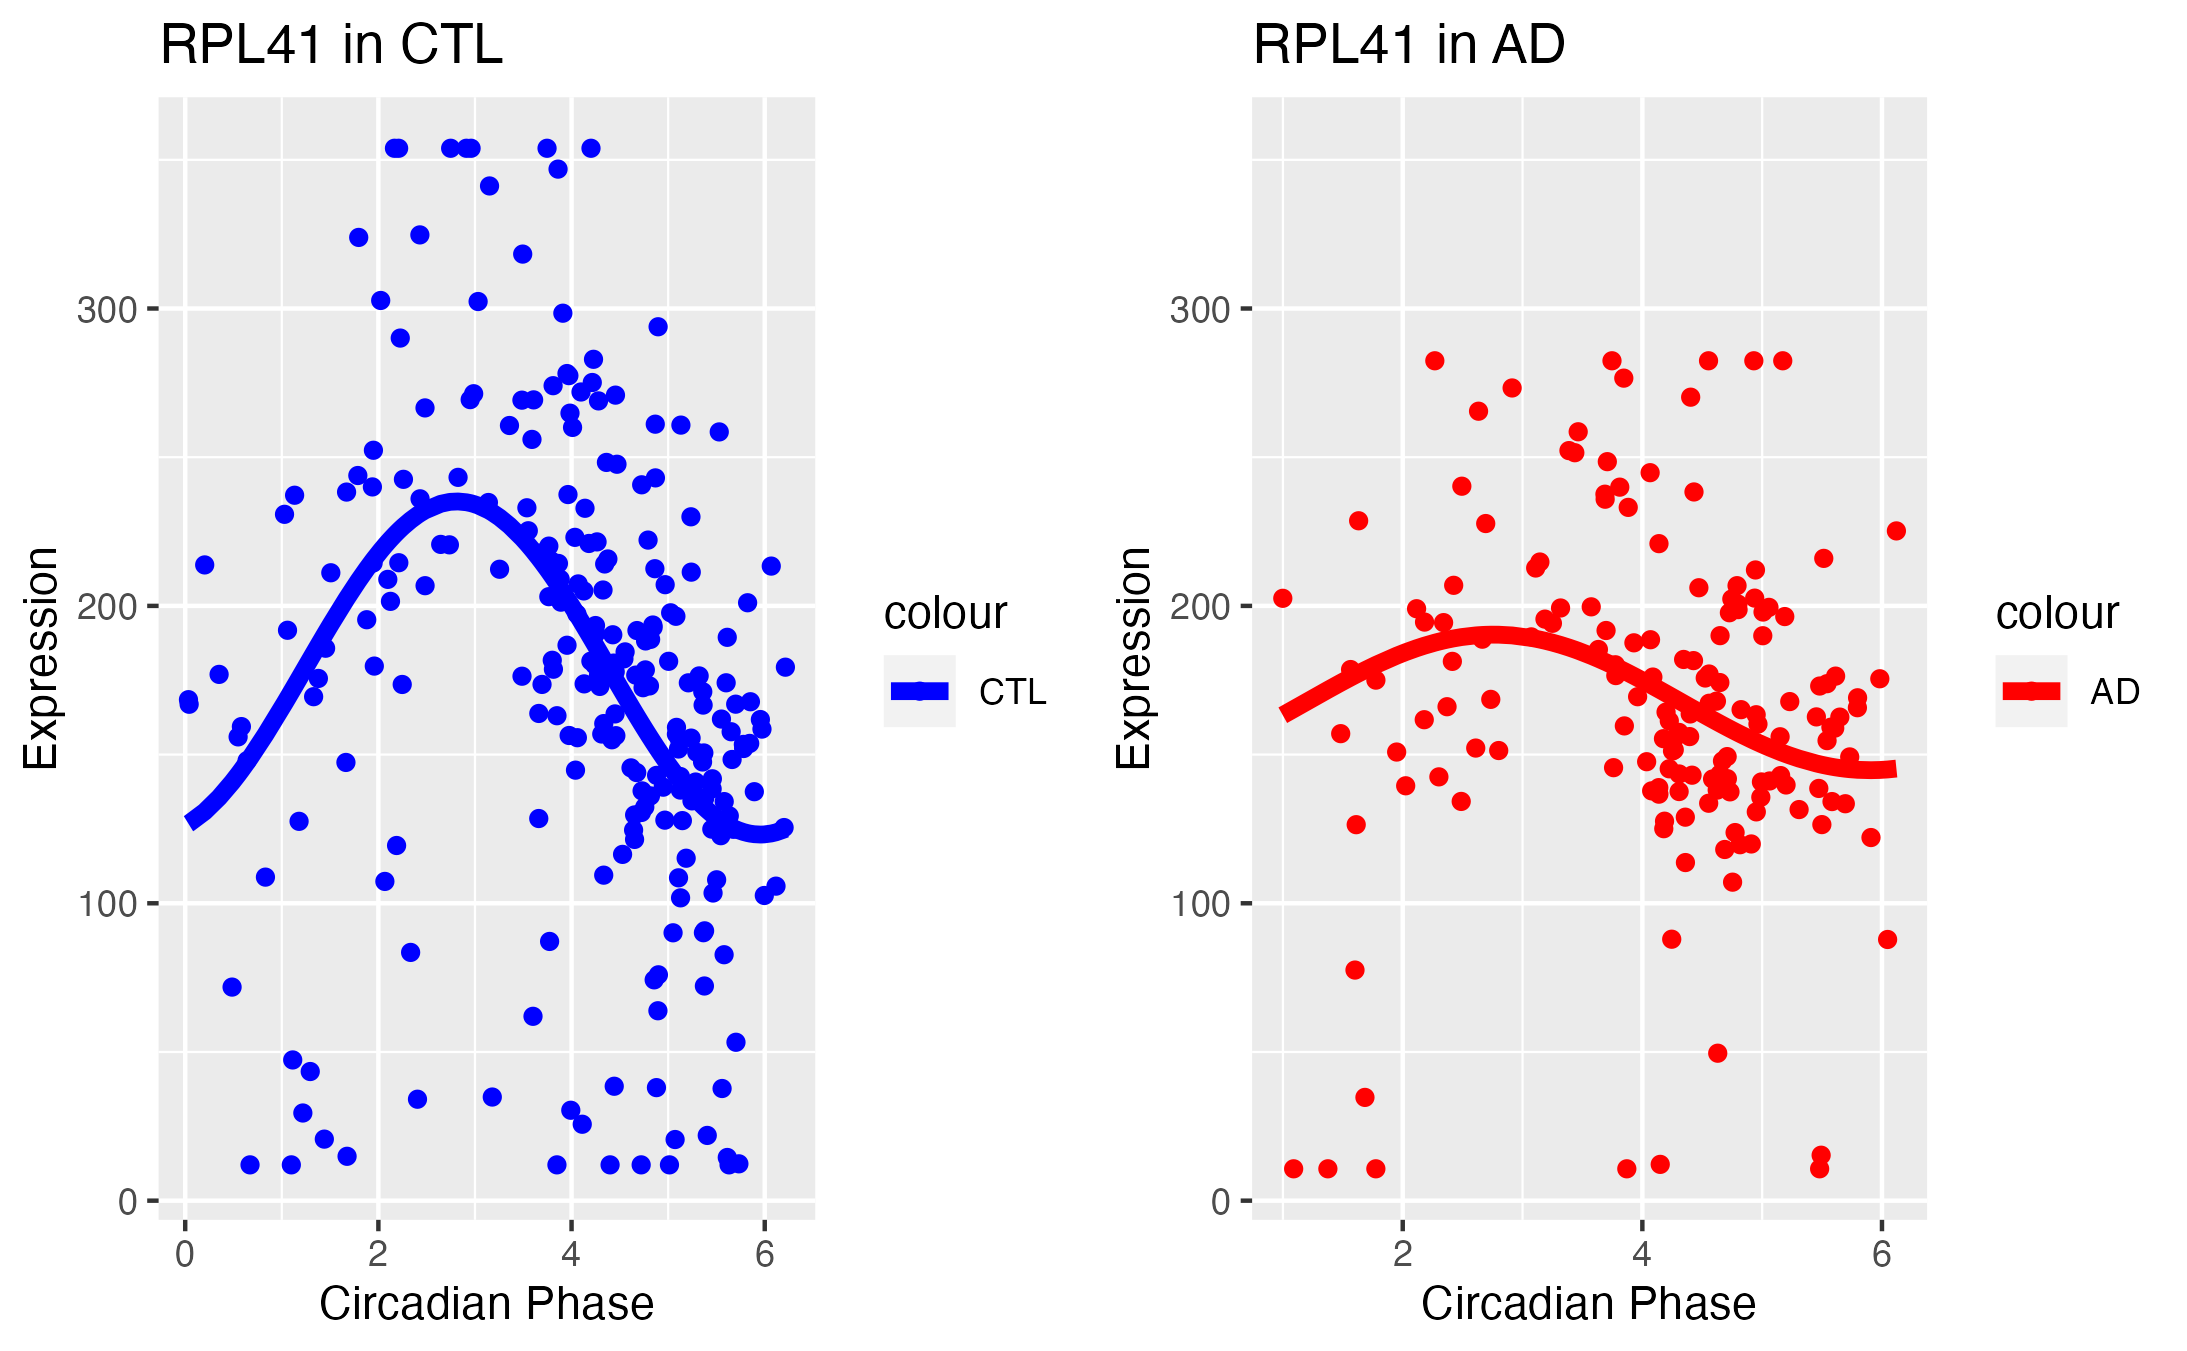 RPL41 in CTL
Expression
300
200
100
0
0 2 4 6
Circadian Phase
colour
CTL
RPL41 in AD
Expression
300
200
100
0
2 4 6
Circadian Phase
colour
AD